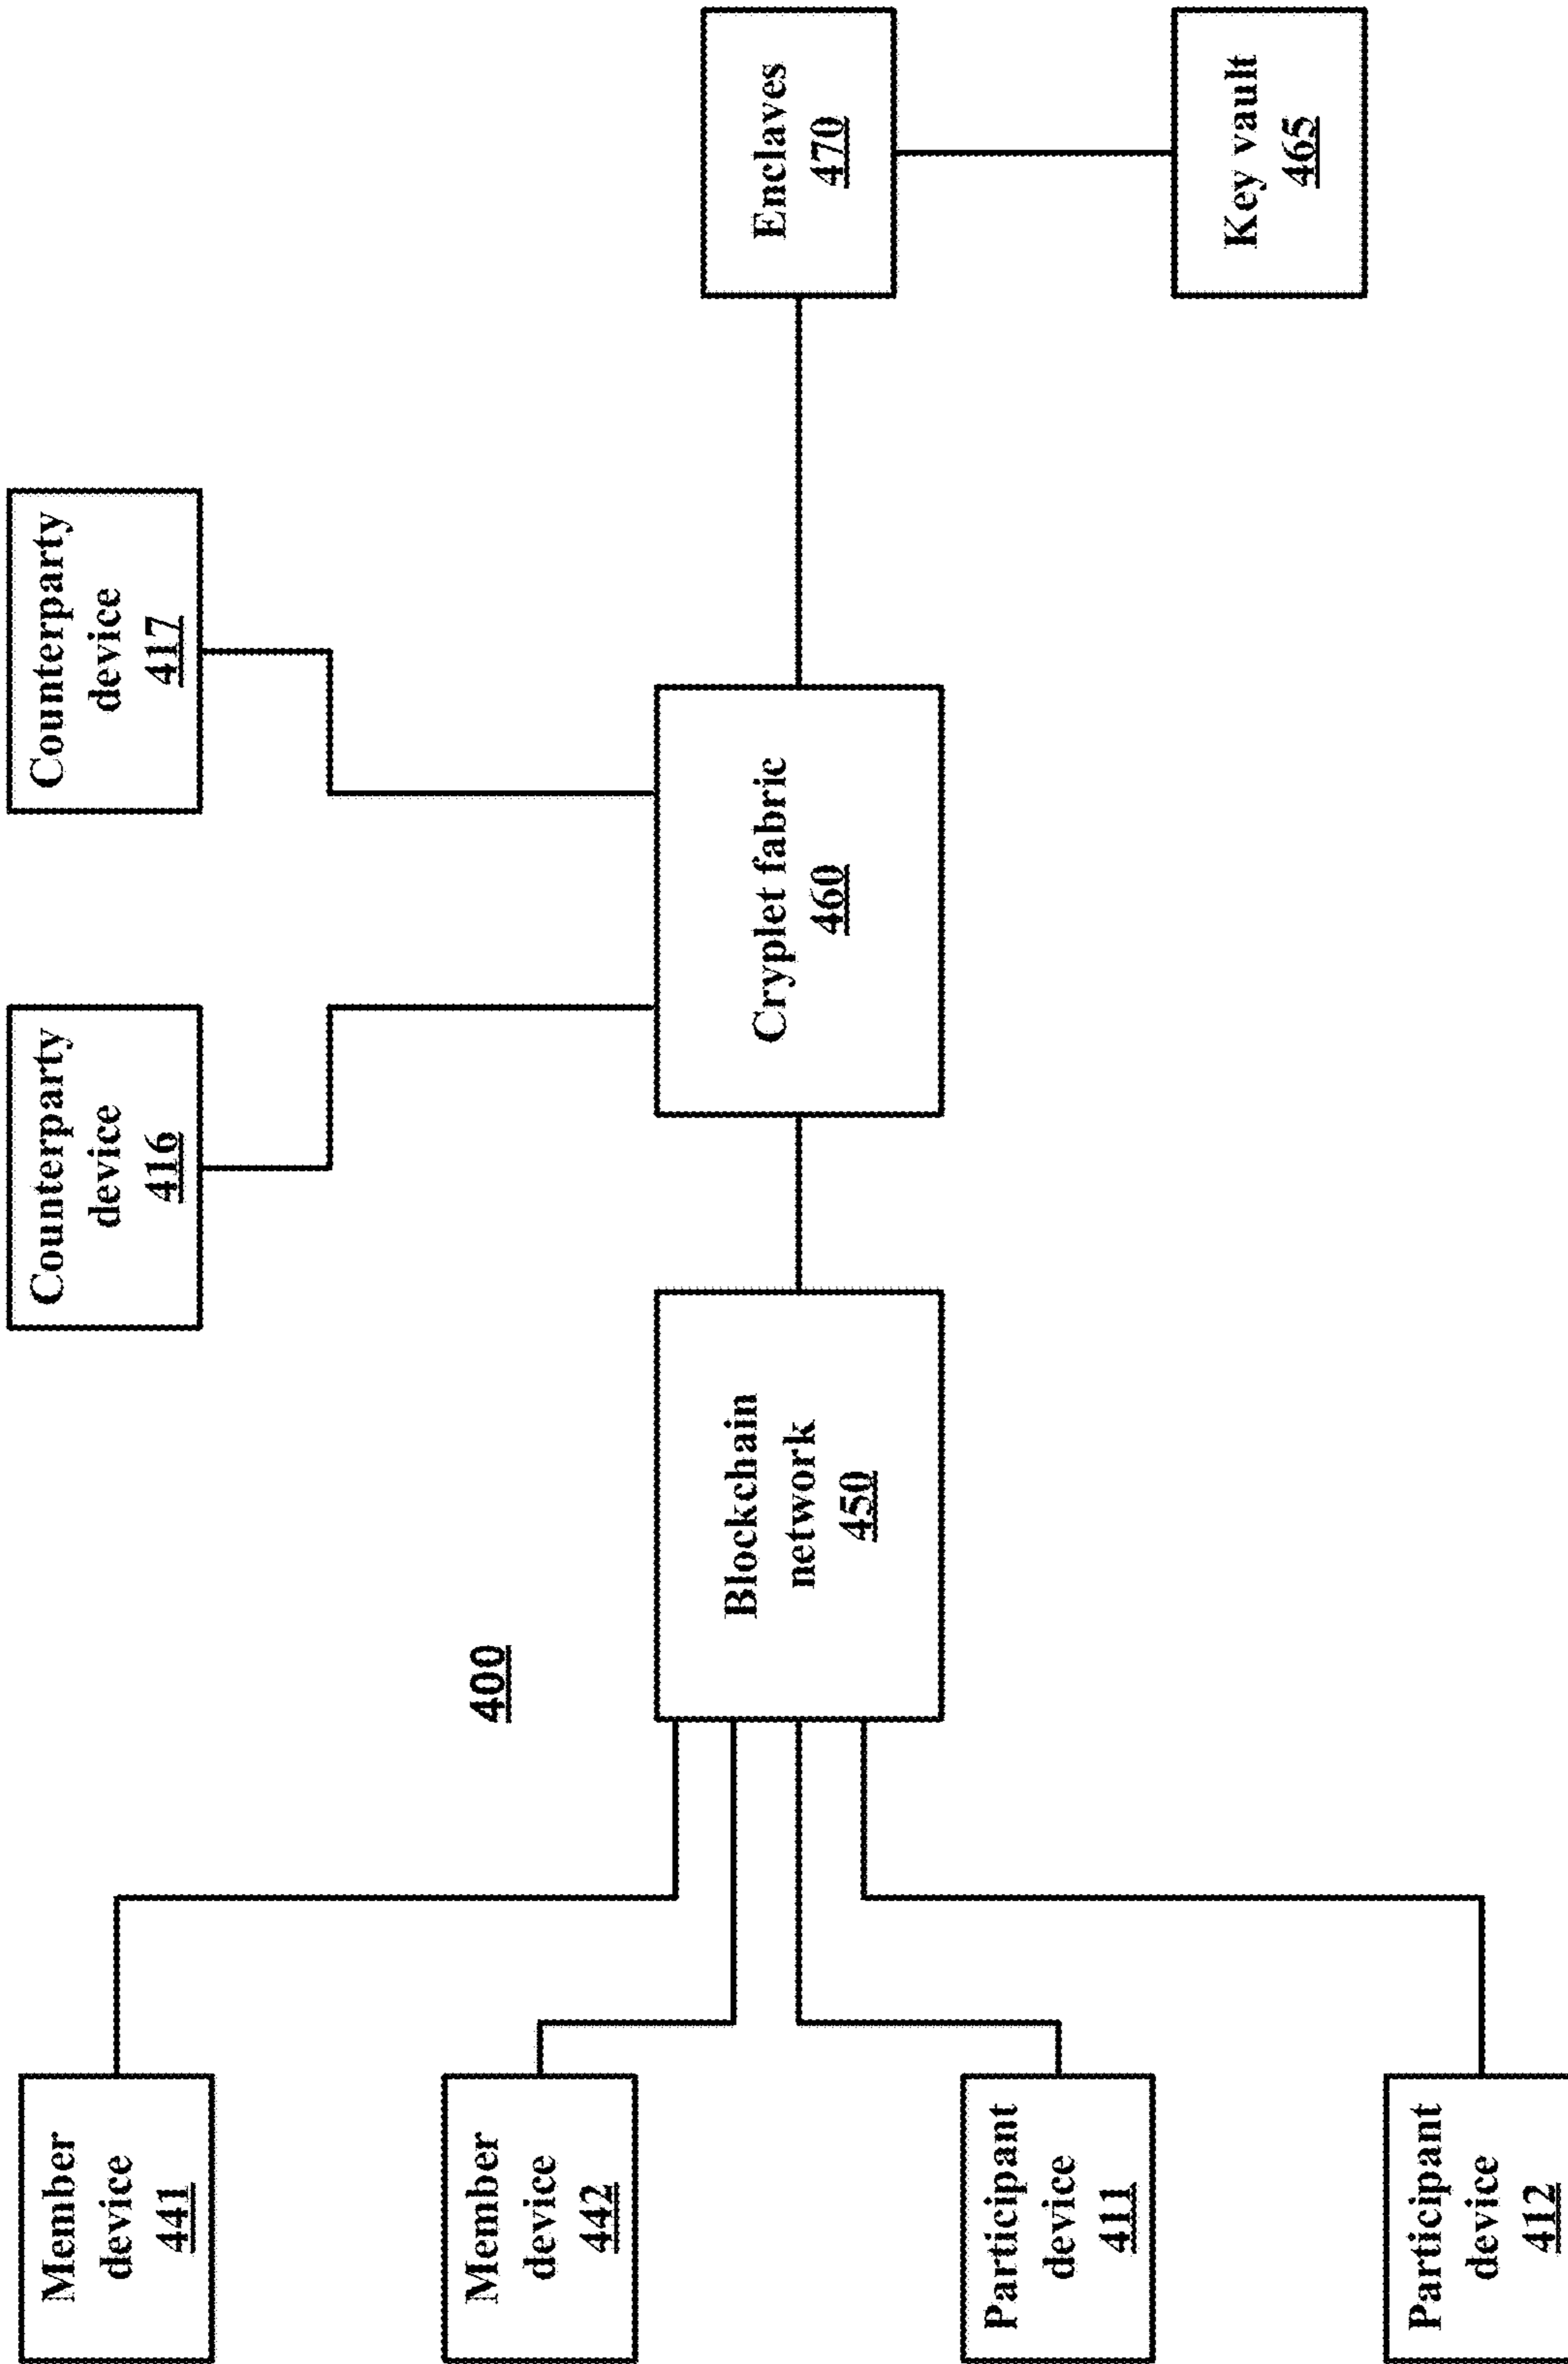 Member
device
441
Member
device
442
Participant
device
411
Participant
device
412
400
Blockchain
network
450
Counterparty
device
416
Counterparty
device
417
Cryplet fabric
460
Enclaves
470
Key vault
465